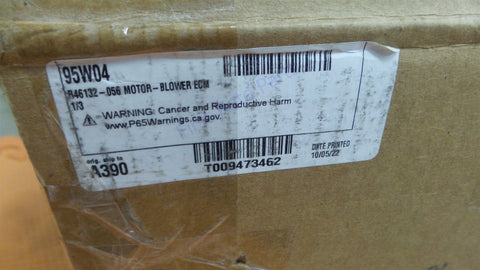 95W04
R46132-056 MOTOR-BLOWER ECM
1/3
WARNING: Cancer and Reproductive Harm
www.P65Warnings.ca.gov.
orig. ship to
A390
T009473462
DATE PRINTED
10/05/22